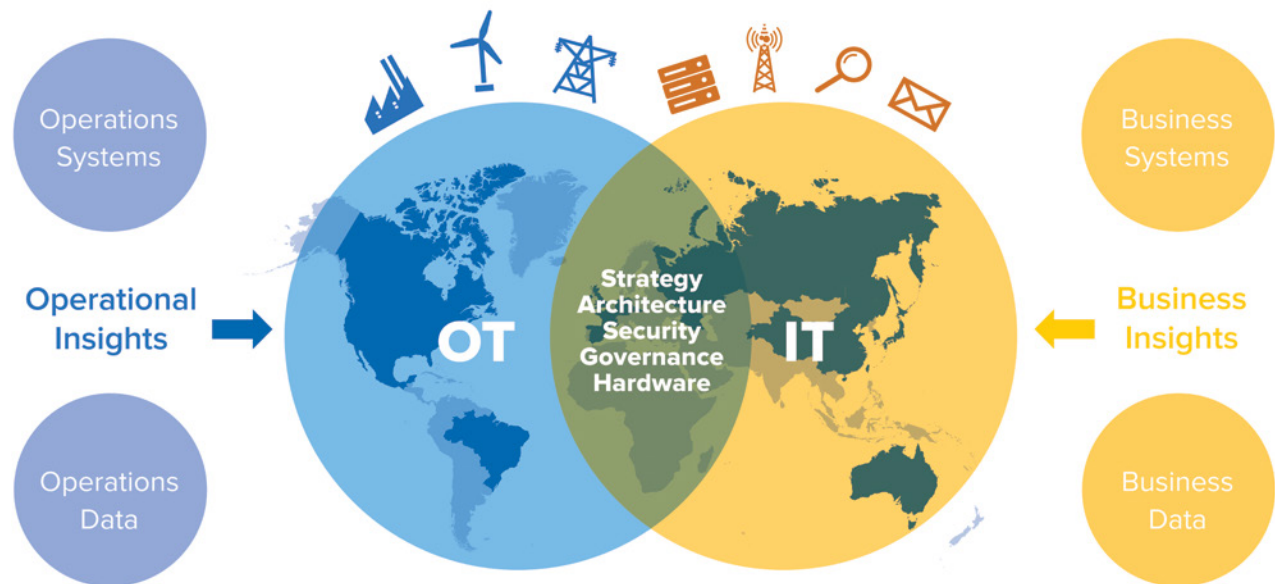 Operations
Systems
Operational
Insights
Operations
Data
OT
Strategy
Architecture
Security
Governance
Hardware
IT
Business
Systems
Business
Insights
Business
Data